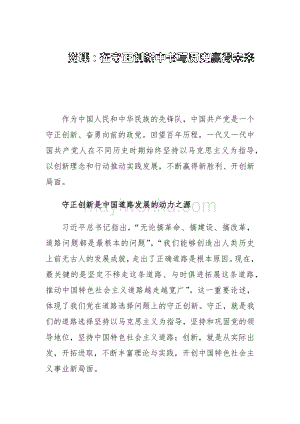 党课：在守正创新中书写历史赢得未来
作为中国人民和中华民族的先锋队，中国共产党是一个
守正创新、奋勇向前的政党。回望百年历程，一代又一代中
国共产党人在不同历史时期始终坚持以马克思主义为指导，
以创新理念和行动推动实践发展，不断赢得新胜利、开创新
局面。
守正创新是中国道路发展的动力之源
习近平总书记指出，“无论搞革命、搞建设、搞改革，
道路问题都是最根本的问题”，“我们能够创造出人类历史
上前无古人的发展成就，走出了正确道路是根本原因。现在，
最关键的是坚定不移走这条道路、与时俱进拓展这条道路，
推动中国特色社会主义道路越走越宽广”。这一重要论述，
体现了我们党在道路选择问题上的守正创新。守正，就是我
们的道路选择坚持以马克思主义为指导，坚持和巩固党的领
导地位，坚持中国特色社会主义道路；创新，就是从实际出
发，开拓进取，不断丰富理论与实践，开创中国特色社会主
义事业新局面。